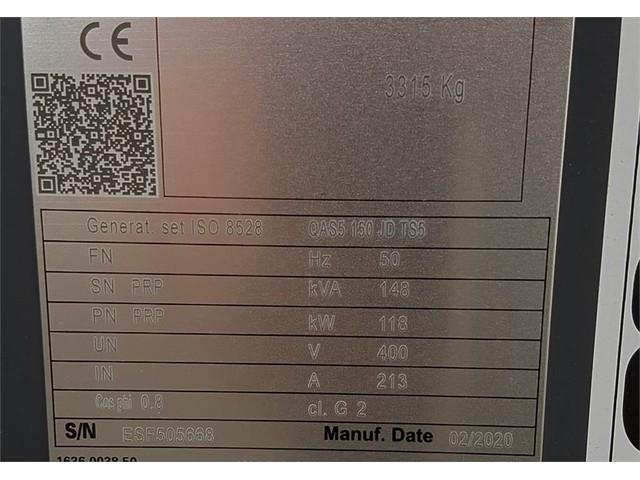 CE
3315 Kg
Generat. set ISO 8528 QAS5 150 JD TS5
FN Hz 50
SN PRP kVA 148
PN PRP kW 118
UN V 400
IN A 213
Cos phi 0.8 cl. G 2
S/N ESF505668 Manuf. Date 02/2020
1636 0038 50